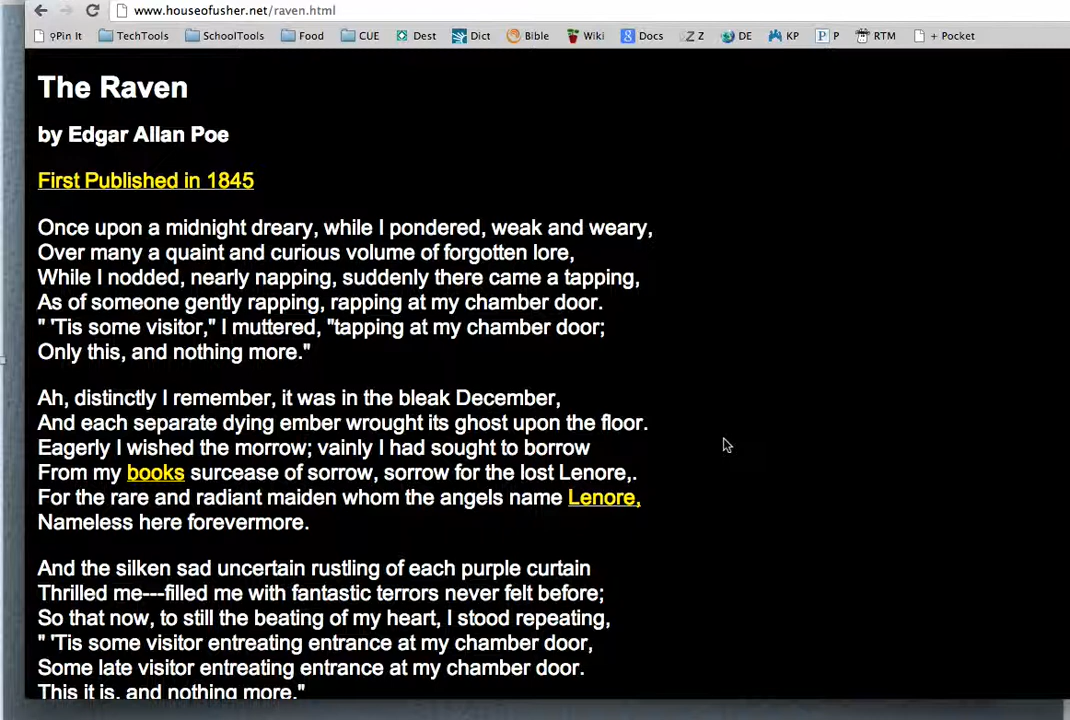 www.houseofusher.net/raven.html
Pin It TechTools SchoolTools Food CUE Dest Dict Bible Wiki Docs Z DE KP P RTM + Pocket
The Raven
by Edgar Allan Poe
First Published in 1845
Once upon a midnight dreary, while I pondered, weak and weary,
Over many a quaint and curious volume of forgotten lore,
While I nodded, nearly napping, suddenly there came a tapping,
As of someone gently rapping, rapping at my chamber door.
" 'Tis some visitor," I muttered, "tapping at my chamber door;
Only this, and nothing more."
Ah, distinctly I remember, it was in the bleak December,
And each separate dying ember wrought its ghost upon the floor.
Eagerly I wished the morrow; vainly I had sought to borrow
From my books surcease of sorrow, sorrow for the lost Lenore,.
For the rare and radiant maiden whom the angels name Lenore,
Nameless here forevermore.
And the silken sad uncertain rustling of each purple curtain
Thrilled me---filled me with fantastic terrors never felt before;
So that now, to still the beating of my heart, I stood repeating,
" 'Tis some visitor entreating entrance at my chamber door,
Some late visitor entreating entrance at my chamber door.
This it is, and nothing more."